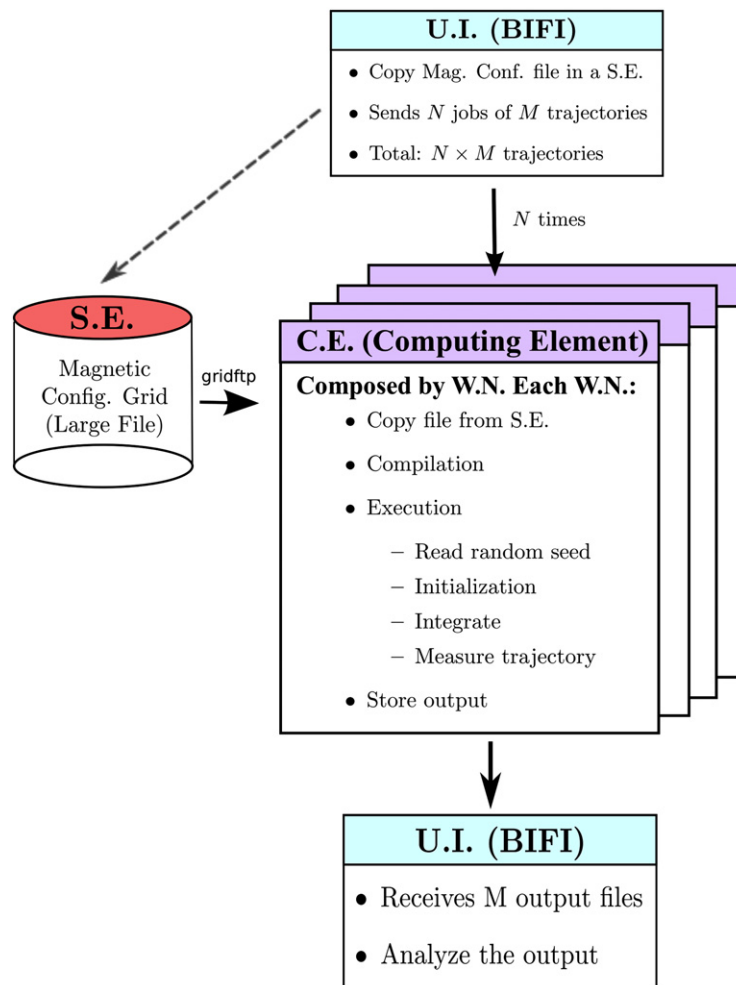 U.I. (BIFI)
• Copy Mag. Conf. file in a S.E.
• Sends N jobs of M trajectories
• Total: N × M trajectories
N times
S.E.
Magnetic
Config. Grid
(Large File)
gridftp
C.E. (Computing Element)
Composed by W.N. Each W.N.:
• Copy file from S.E.
• Compilation
• Execution
– Read random seed
– Initialization
– Integrate
– Measure trajectory
• Store output
U.I. (BIFI)
• Receives M output files
• Analyze the output